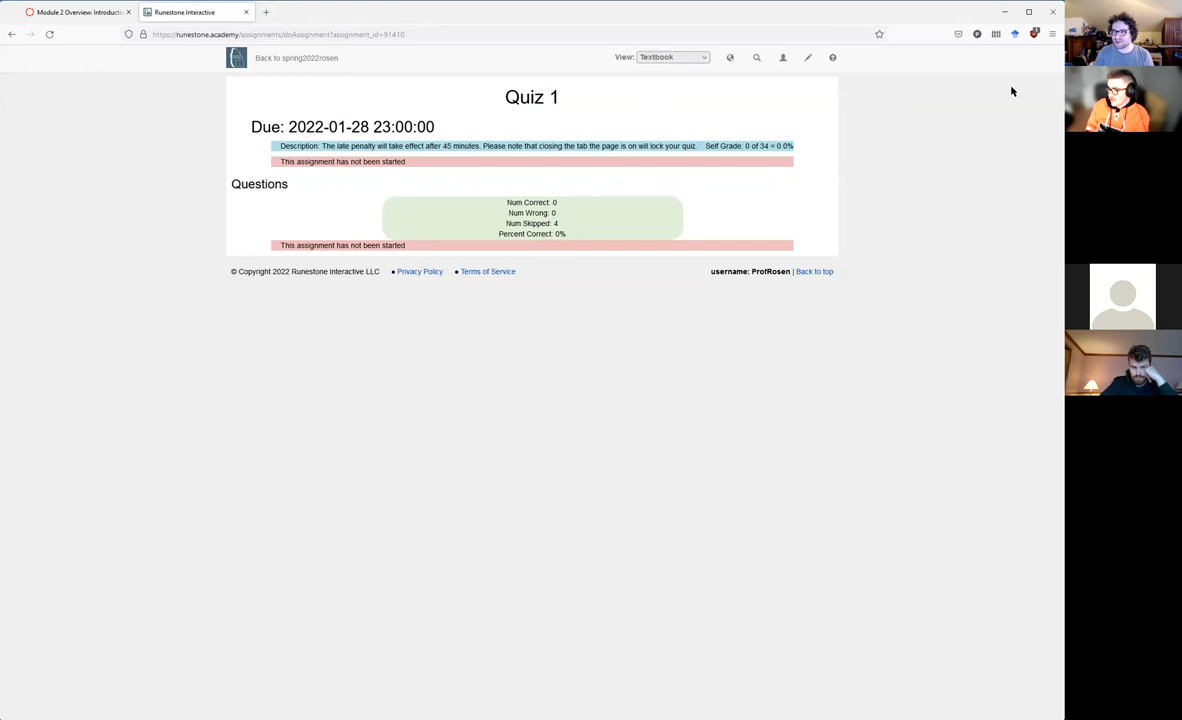 Module 2 Overview: Introducti
Runestone Interactive
https://runestone.academy/assignments/doAssignment?assignment_id=91410
Back to spring2022rosen
View:
Textbook
Quiz 1
Due: 2022-01-28 23:00:00
Description: The late penalty will take effect after 45 minutes. Please note that closing the tab the page is on will lock your quiz. Self Grade: 0 of 34 = 0.0%
This assignment has not been started
Questions
Num Correct: 0
Num Wrong: 0
Num Skipped: 4
Percent Correct: 0%
This assignment has not been started
© Copyright 2022 Runestone Interactive LLC • Privacy Policy • Terms of Service
username: ProfRosen | Back to top